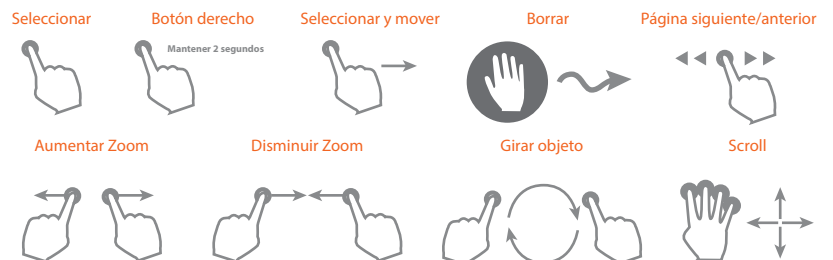 Seleccionar
Botón derecho
Seleccionar y mover
Borrar
Página siguiente/anterior
Mantener 2 segundos
Aumentar Zoom
Disminuir Zoom
Girar objeto
Scroll